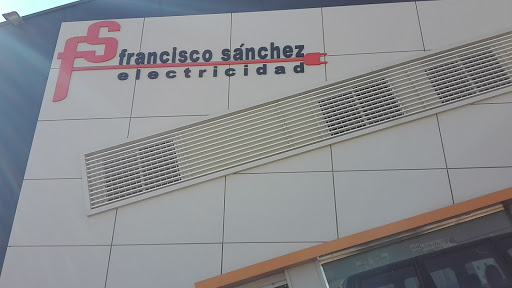 fs
francisco sánchez
electricidad